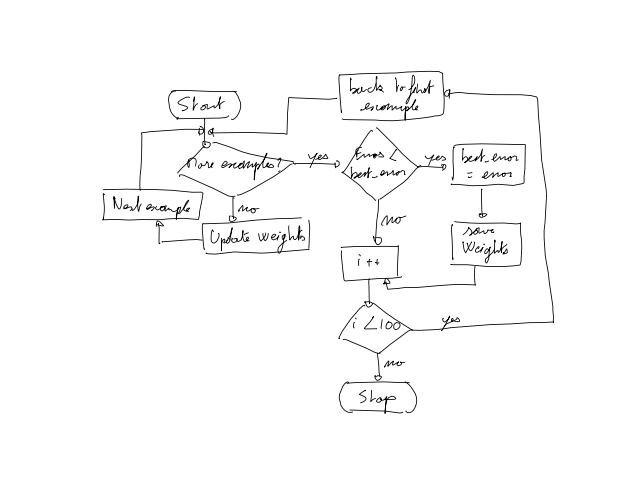 back to first
example
Start
More examples?
yes
Error <
best_error
yes
best_error
= error
Next example
no
Update weights
no
save
Weights
i ++
i < 100
yes
no
Stop